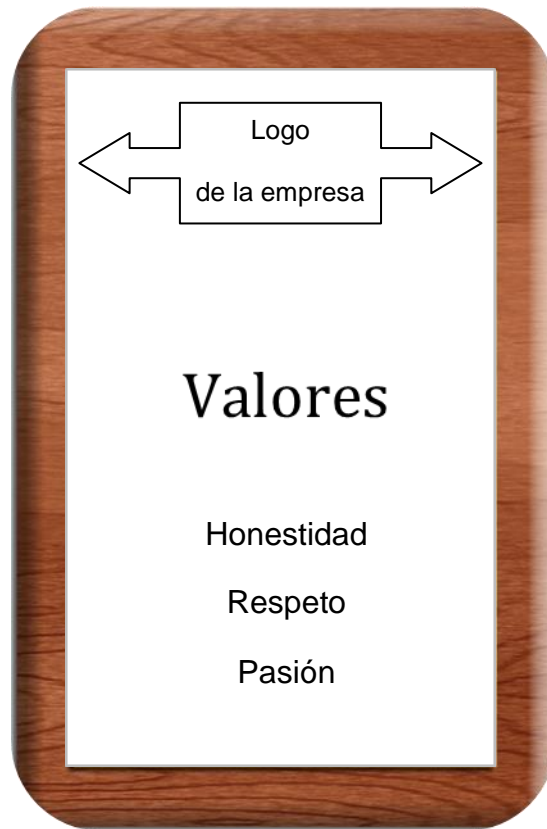 Logo
de la empresa
Valores
Honestidad
Respeto
Pasión